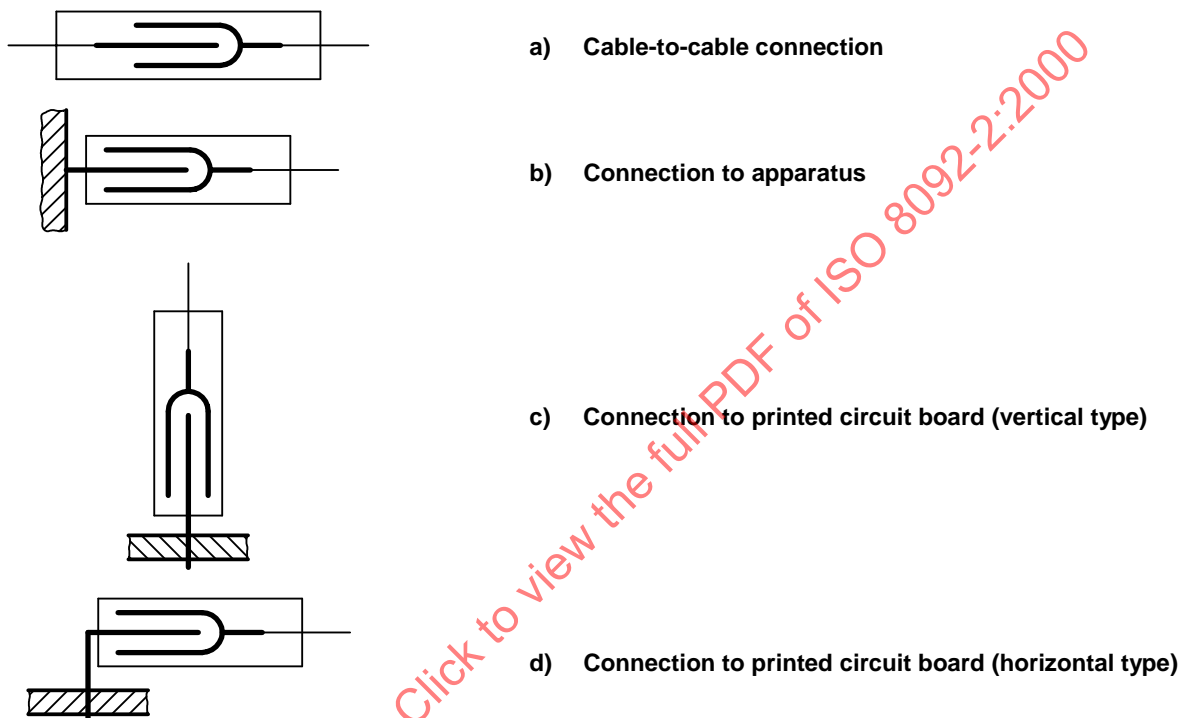 a) Cable-to-cable connection
b) Connection to apparatus
c) Connection to printed circuit board (vertical type)
d) Connection to printed circuit board (horizontal type)
Click to view the full PDF of ISO 8092-2:2000